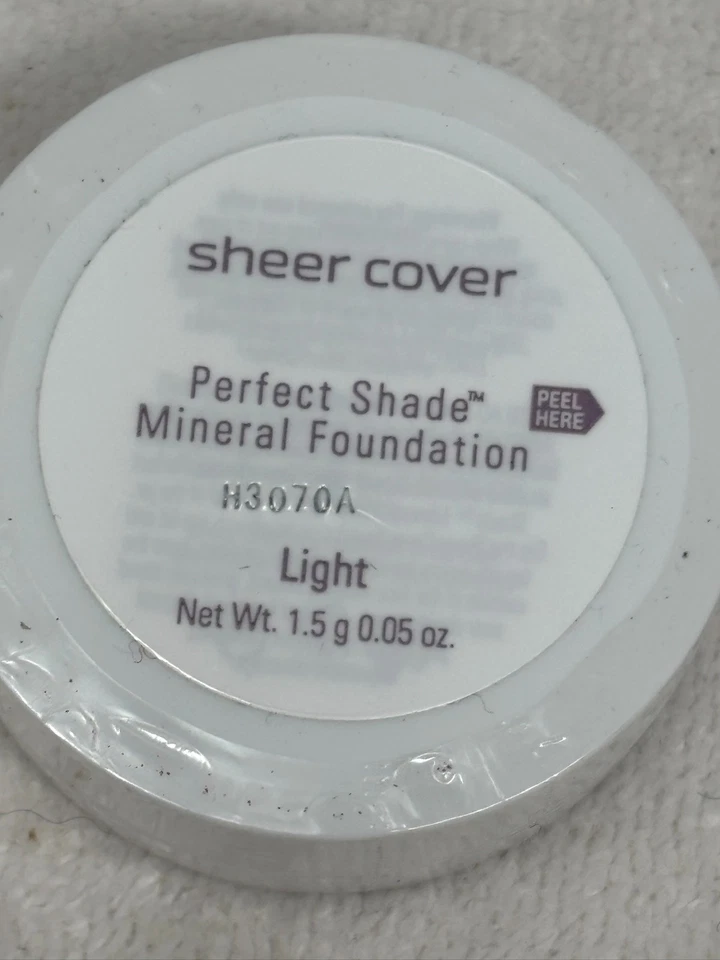 sheer cover
Perfect Shade™
Mineral Foundation
PEEL
HERE
H3070A
Light
Net Wt. 1.5 g 0.05 oz.